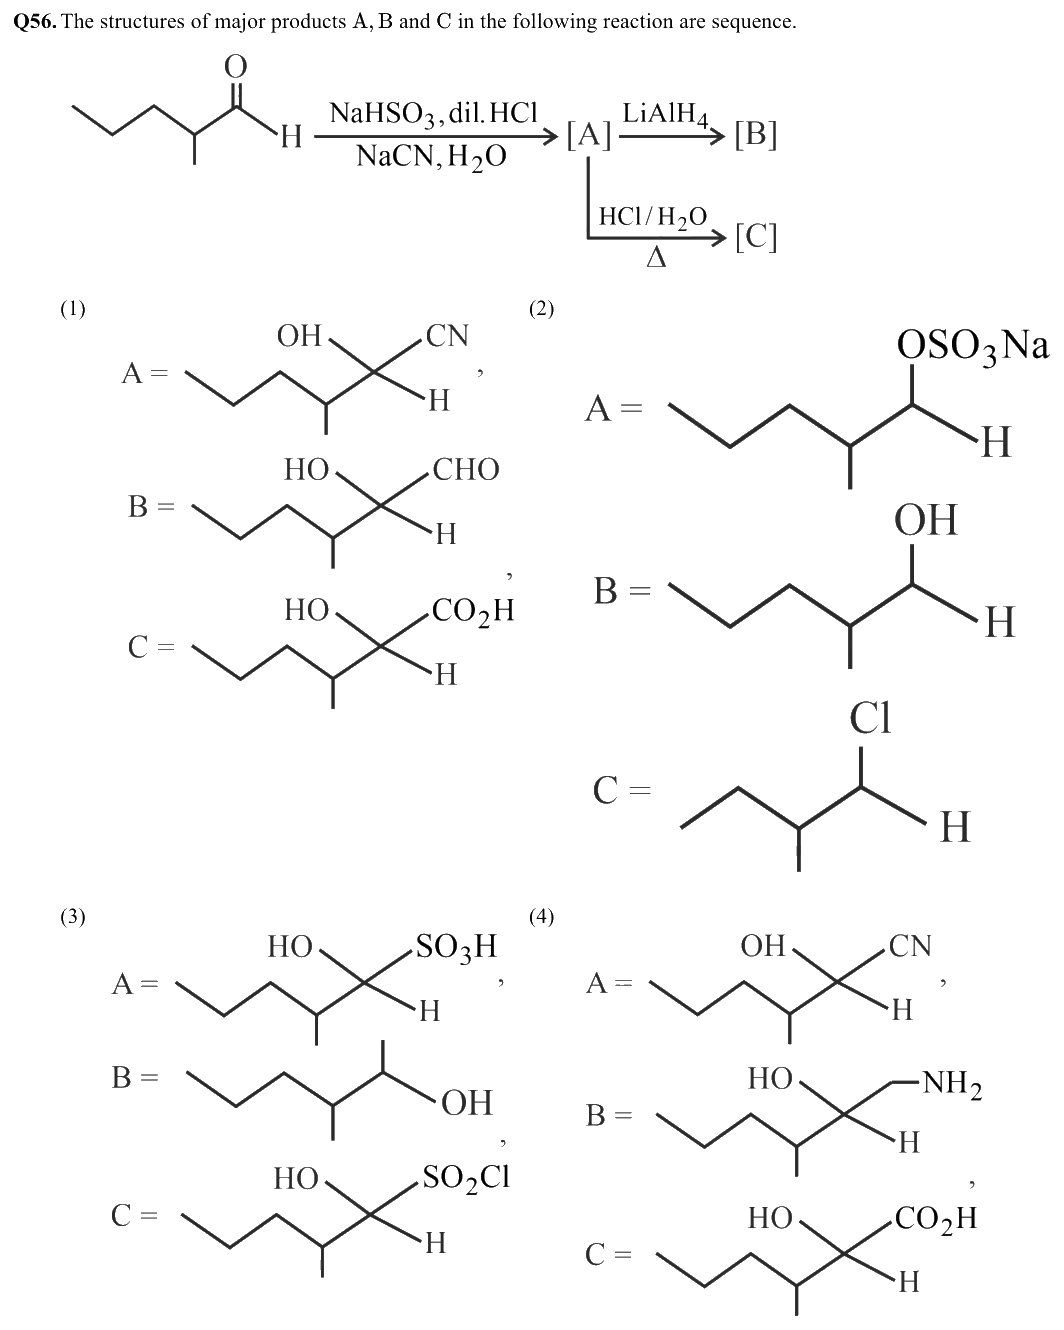 Q56. The structures of major products A, B and C in the following reaction are sequence.
O
H
NaHSO3, dil. HCl
NaCN, H2O
[A]
LiAlH4
[B]
HCl/H2O
Δ
[C]
(1)
A =
OH
CN
H
,
B =
HO
CHO
H
,
C =
HO
CO2H
H
(2)
A =
OSO3Na
H
B =
OH
H
C =
Cl
H
(3)
A =
HO
SO3H
H
,
B =
OH
,
C =
HO
SO2Cl
H
(4)
A =
OH
CN
H
,
B =
HO
NH2
H
,
C =
HO
CO2H
H